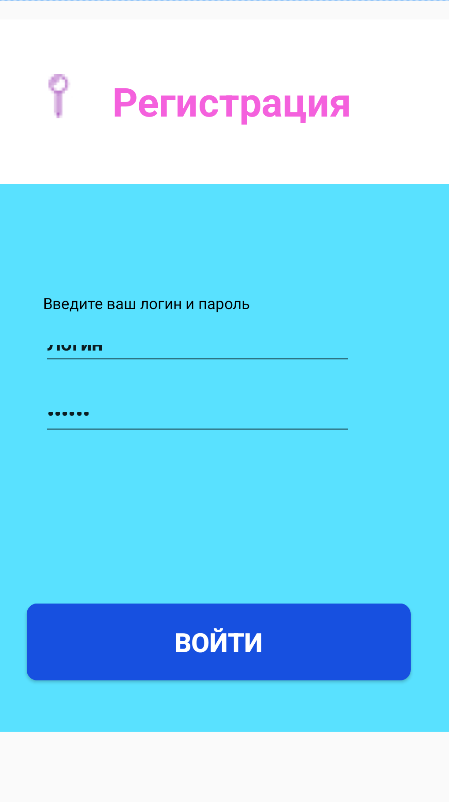 Регистрация
Введите ваш логин и пароль
Логин
••••••
ВОЙТИ